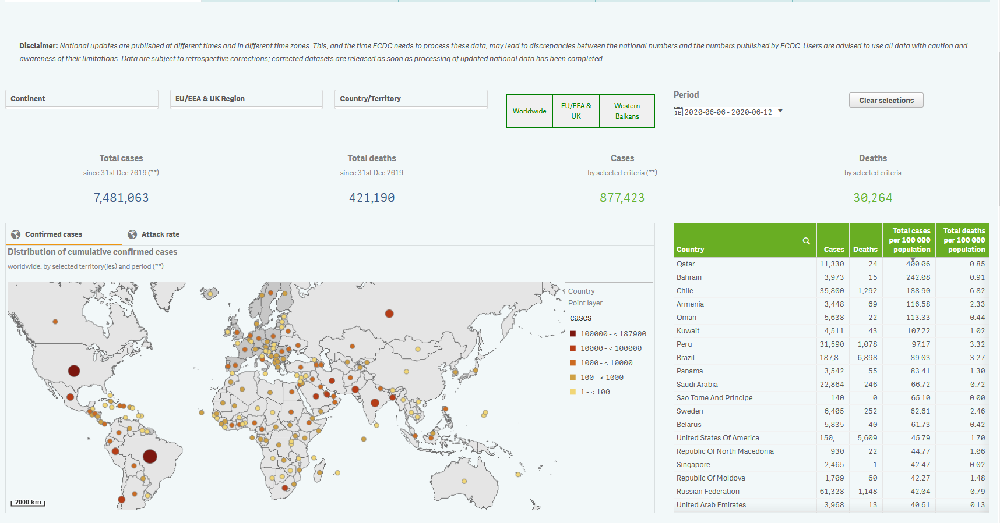 Disclaimer: National updates are published at different times and in different time zones. This, and the time ECDC needs to process these data, may lead to discrepancies between the national numbers and the numbers published by ECDC. Users are advised to use all data with caution and
awareness of their limitations. Data are subject to retrospective corrections; corrected datasets are released as soon as processing of updated national data has been completed.
Continent
EU/EEA & UK Region
Country/Territory
Worldwide
EU/EEA &
UK
Western
Balkans
Period
12 2020-06-06 - 2020-06-12
Clear selections
Total cases
since 31st Dec 2019 (**)
7,481,063
Total deaths
since 31st Dec 2019
421,190
Cases
by selected criteria (**)
877,423
Deaths
by selected criteria
30,264
Confirmed cases
Attack rate
Distribution of cumulative confirmed cases
worldwide, by selected territory(ies) and period (**)
Country
Point layer
cases
100000 - < 187900
10000 - < 100000
1000 - < 10000
100 - < 1000
1 - < 100
2000 km
Country Cases Deaths Total cases per 100 000 population Total deaths per 100 000 population
Qatar 11,330 24 400.06 0.85
Bahrain 3,973 15 242.08 0.91
Chile 35,800 1,292 188.90 6.82
Armenia 3,448 69 116.58 2.33
Oman 5,638 22 113.33 0.44
Kuwait 4,511 43 107.22 1.02
Peru 31,590 1,078 97.17 3.32
Brazil 187,8... 6,898 89.03 3.27
Panama 3,542 55 83.41 1.30
Saudi Arabia 22,864 246 66.72 0.72
Sao Tome And Principe 140 0 65.10 0.00
Sweden 6,405 252 62.61 2.46
Belarus 5,835 40 61.73 0.42
United States Of America 150,... 5,609 45.79 1.70
Republic Of North Macedonia 930 22 44.77 1.06
Singapore 2,465 1 42.47 0.02
Republic Of Moldova 1,709 60 42.27 1.48
Russian Federation 61,328 1,148 42.04 0.79
United Arab Emirates 3,968 13 40.61 0.13